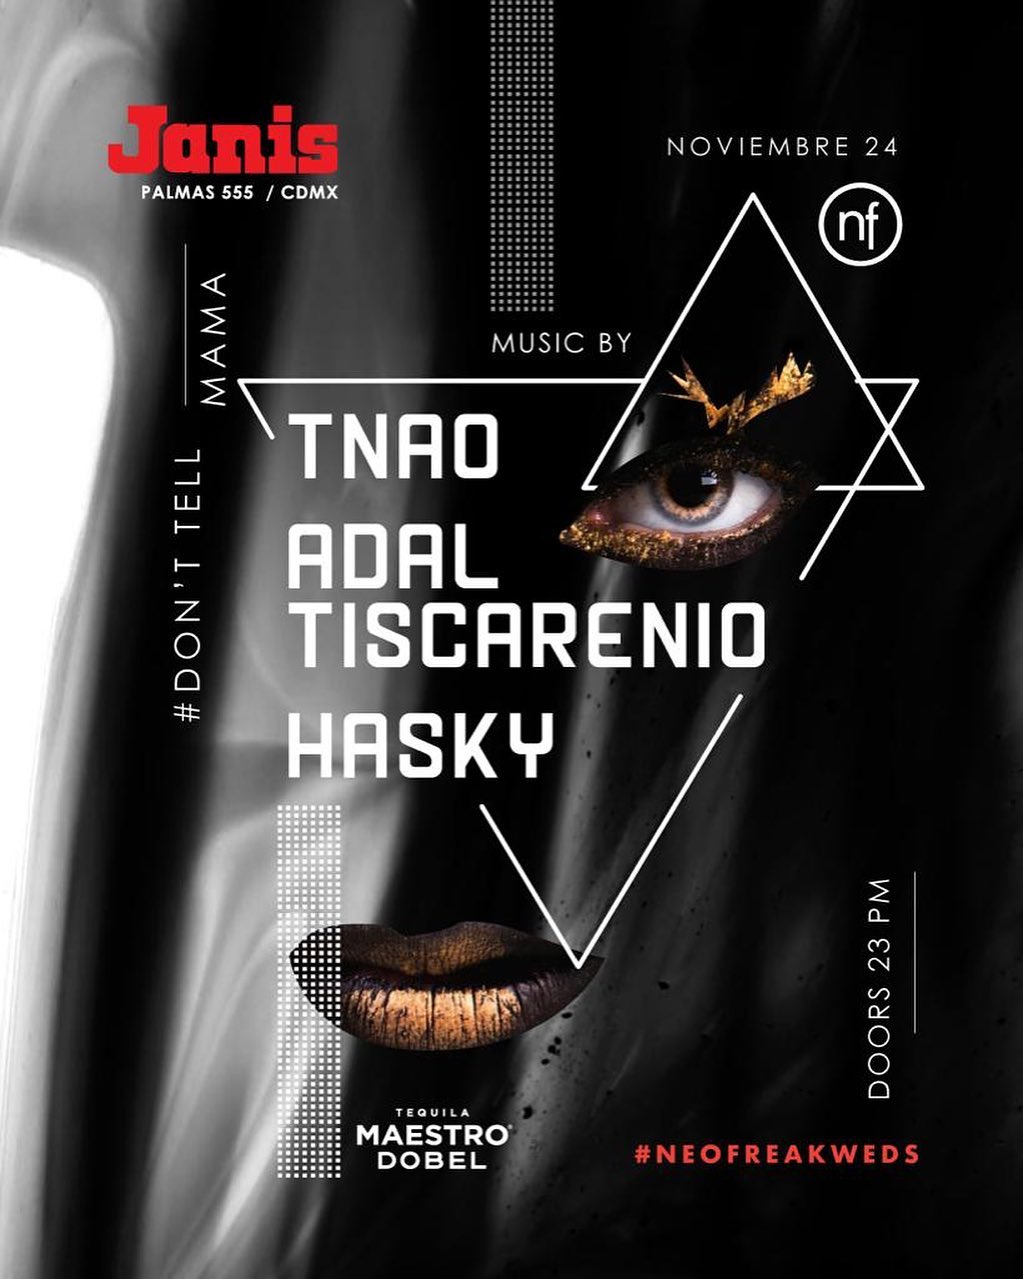 Janis
PALMAS 555 / CDMX
NOVIEMBRE 24
nf
#DON'T TELL
MAMA
MUSIC BY
TNAO
ADAL
TISCARENIO
HASKY
DOORS 23 PM
TEQUILA
MAESTRO
DOBEL
#NEOFREAKWEDS